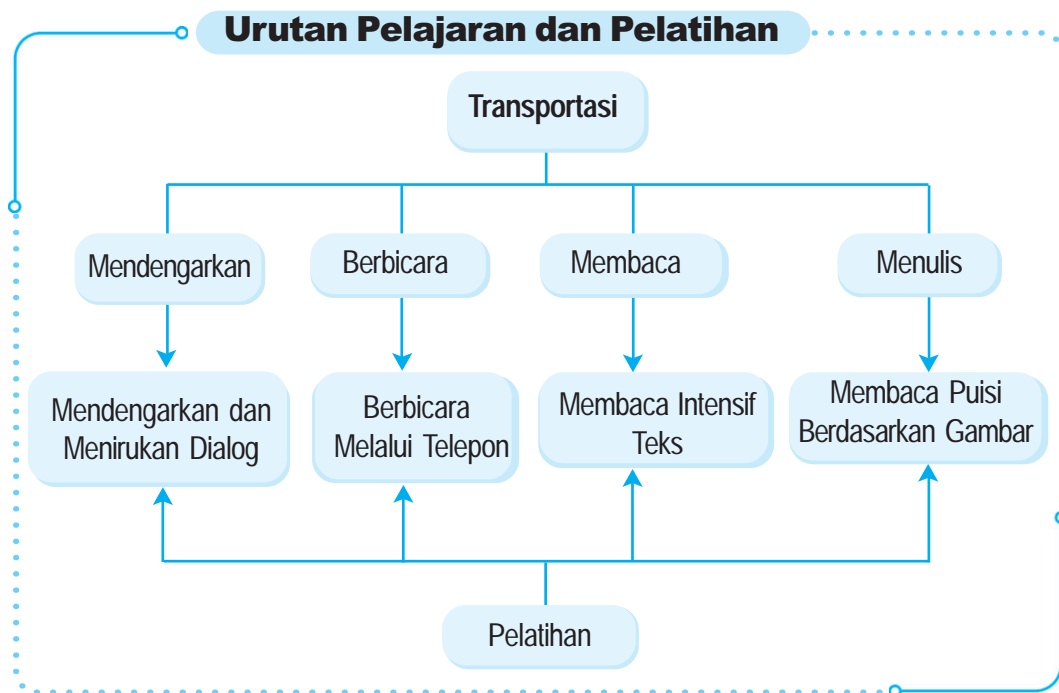 Urutan Pelajaran dan Pelatihan
Transportasi
Mendengarkan
Berbicara
Membaca
Menulis
Mendengarkan dan
Menirukan Dialog
Berbicara
Melalui Telepon
Membaca Intensif
Teks
Membaca Puisi
Berdasarkan Gambar
Pelatihan